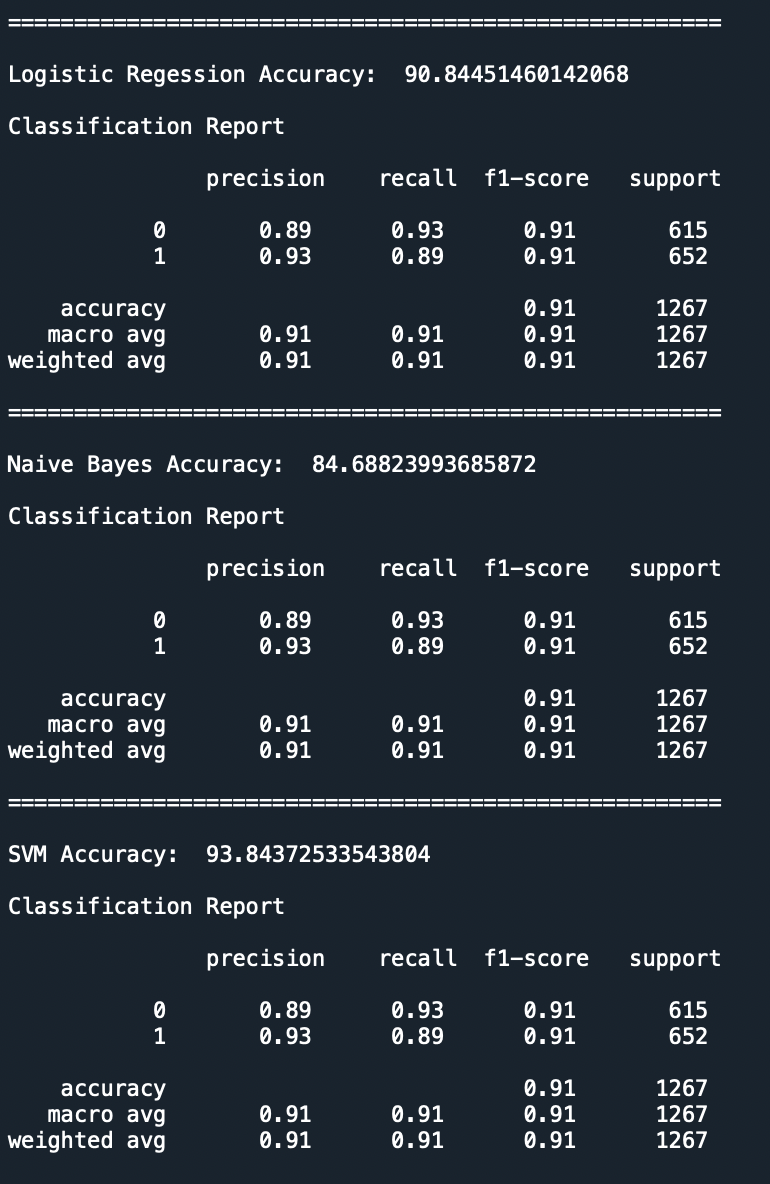 ======================================================
Logistic Regession Accuracy:  90.84451460142068
Classification Report
              precision    recall  f1-score   support
           0       0.89      0.93      0.91       615
           1       0.93      0.89      0.91       652
    accuracy                           0.91      1267
   macro avg       0.91      0.91      0.91      1267
weighted avg       0.91      0.91      0.91      1267
======================================================
Naive Bayes Accuracy:  84.68823993685872
Classification Report
              precision    recall  f1-score   support
           0       0.89      0.93      0.91       615
           1       0.93      0.89      0.91       652
    accuracy                           0.91      1267
   macro avg       0.91      0.91      0.91      1267
weighted avg       0.91      0.91      0.91      1267
======================================================
SVM Accuracy:  93.84372533543804
Classification Report
              precision    recall  f1-score   support
           0       0.89      0.93      0.91       615
           1       0.93      0.89      0.91       652
    accuracy                           0.91      1267
   macro avg       0.91      0.91      0.91      1267
weighted avg       0.91      0.91      0.91      1267